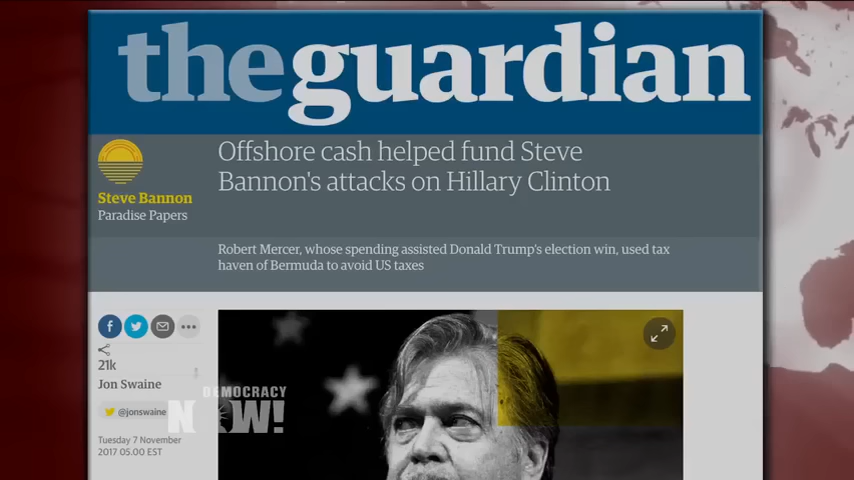 theguardian
Offshore cash helped fund Steve
Bannon's attacks on Hillary Clinton
Steve Bannon
Paradise Papers
Robert Mercer, whose spending assisted Donald Trump's election win, used tax
haven of Bermuda to avoid US taxes
f
21k
Jon Swaine
@jonswaine
Tuesday 7 November
2017 05.00 EST
DEMOCRACY
NOW!